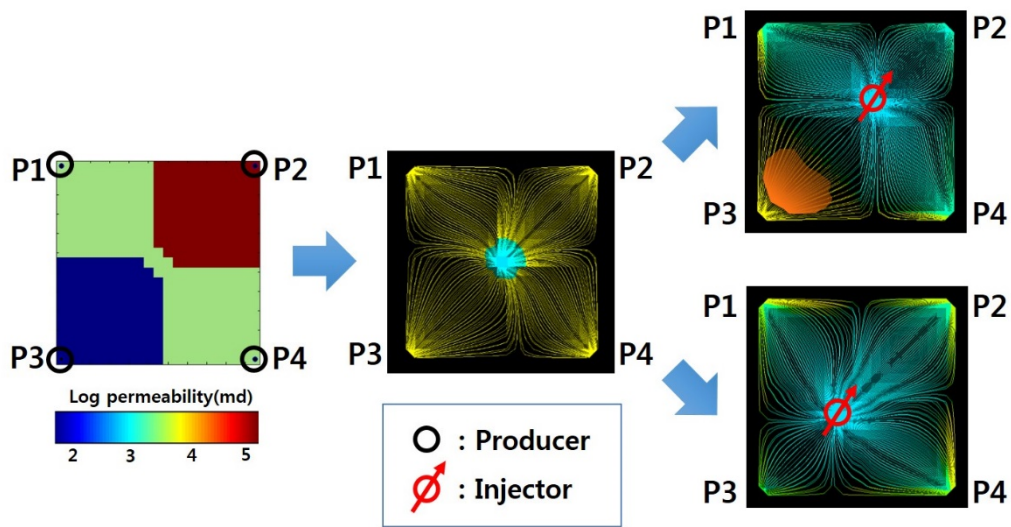 P1 P2
P3 P4
Log permeability(md)
2 3 4 5
P1 P2
P3 P4
: Producer
: Injector
P1 P2
P3 P4
P1 P2
P3 P4